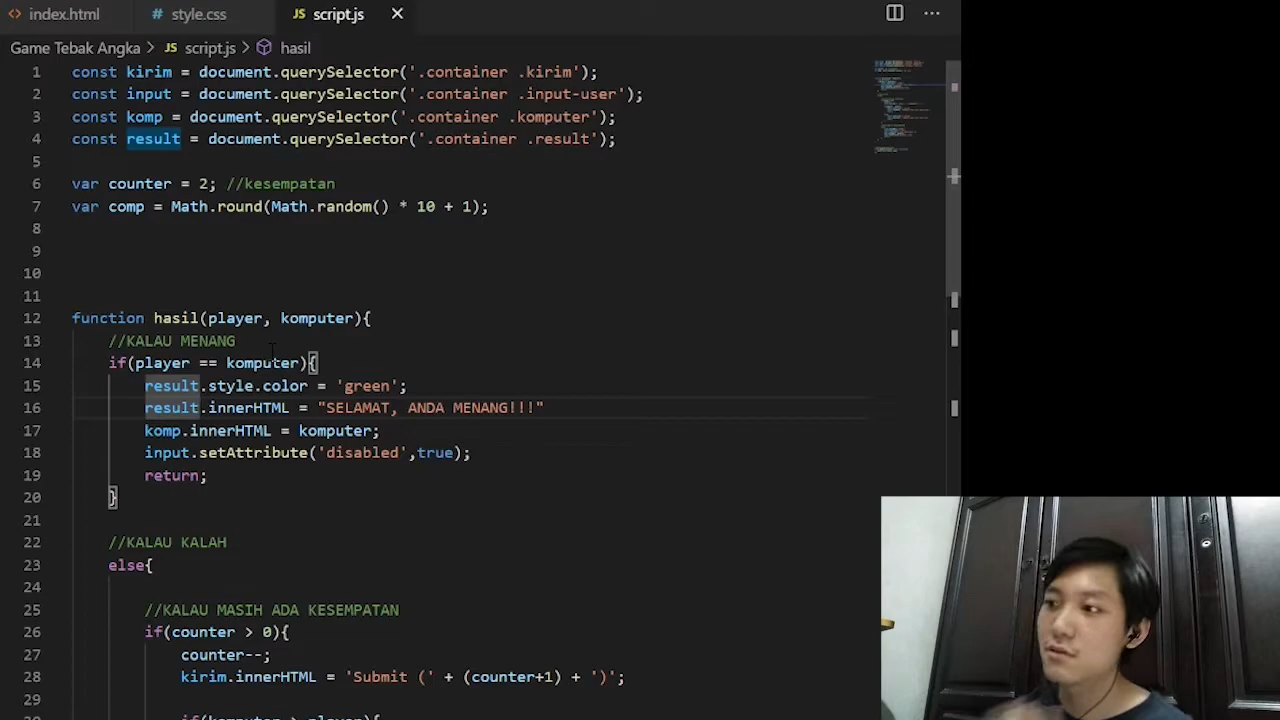 index.html # style.css JS script.js
Game Tebak Angka > JS script.js > hasil
1 const kirim = document.querySelector('.container .kirim');
2 const input = document.querySelector('.container .input-user');
3 const komp = document.querySelector('.container .komputer');
4 const result = document.querySelector('.container .result');
5
6 var counter = 2; //kesempatan
7 var comp = Math.round(Math.random() * 10 + 1);
8
9
10
11
12 function hasil(player, komputer){
13 //KALAU MENANG
14 if(player == komputer){
15 result.style.color = 'green';
16 result.innerHTML = "SELAMAT, ANDA MENANG!!!"
17 komp.innerHTML = komputer;
18 input.setAttribute('disabled',true);
19 return;
20 }
21
22 //KALAU KALAH
23 else{
24
25 //KALAU MASIH ADA KESEMPATAN
26 if(counter > 0){
27 counter--;
28 kirim.innerHTML = 'Submit (' + (counter+1) + ')';
29
if(komputer > player){